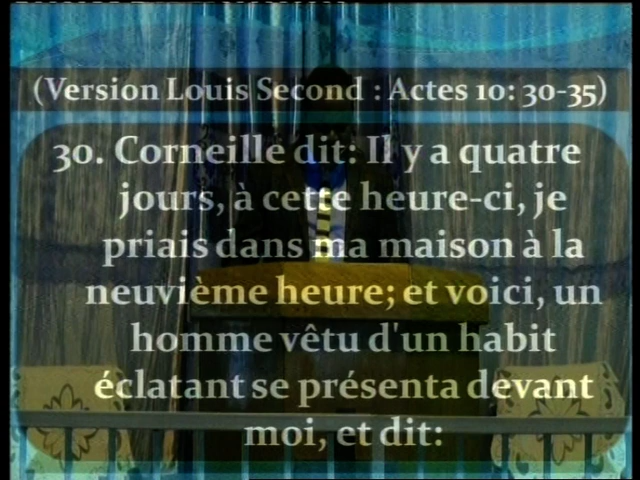 (Version Louis Second : Actes 10: 30-35)
30. Corneille dit: Il y a quatre
jours, à cette heure-ci, je
priais dans ma maison à la
neuvième heure; et voici, un
homme vêtu d'un habit
éclatant se présenta devant
moi, et dit: